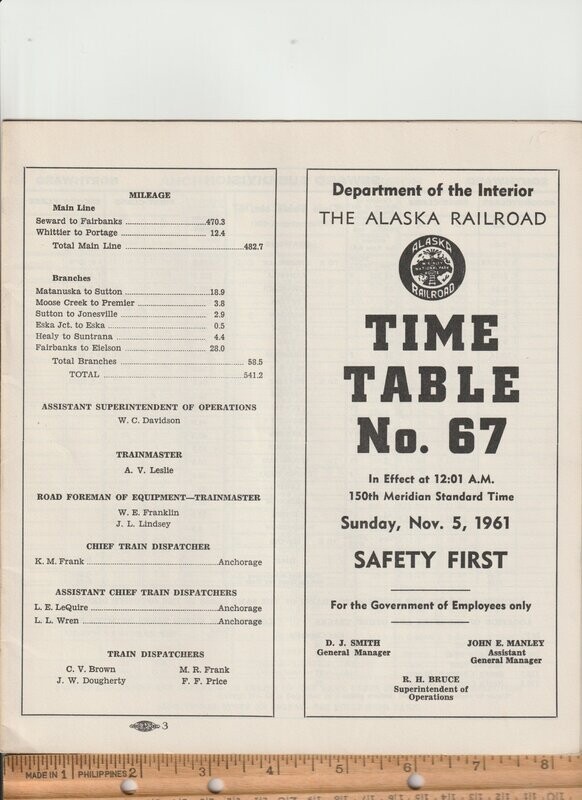 MILEAGE
Main Line
Seward to Fairbanks ........................470.3
Whittier to Portage ........................ 12.4
Total Main Line ........................482.7
Branches
Matanuska to Sutton ........................18.9
Moose Creek to Premier ........................ 3.8
Sutton to Jonesville ........................ 2.9
Eska Jct. to Eska ........................ 0.5
Healy to Suntrana ........................ 4.4
Fairbanks to Eielson ........................ 28.0
Total Branches ........................ 58.5
TOTAL ........................541.2
ASSISTANT SUPERINTENDENT OF OPERATIONS
W. C. Davidson
TRAINMASTER
A. V. Leslie
ROAD FOREMAN OF EQUIPMENT—TRAINMASTER
W. E. Franklin
J. L. Lindsey
CHIEF TRAIN DISPATCHER
K. M. Frank ........................Anchorage
ASSISTANT CHIEF TRAIN DISPATCHERS
L. E. LeQuire ........................Anchorage
L. L. Wren ........................Anchorage
TRAIN DISPATCHERS
C. V. Brown M. R. Frank
J. W. Dougherty F. F. Price
3
Department of the Interior
THE ALASKA RAILROAD
ALASKA
RAILROAD
TIME
TABLE
No. 67
In Effect at 12:01 A.M.
150th Meridian Standard Time
Sunday, Nov. 5, 1961
SAFETY FIRST
For the Government of Employees only
D. J. SMITH
General Manager
JOHN E. MANLEY
Assistant
General Manager
R. H. BRUCE
Superintendent of
Operations
MADE IN 1 PHILIPPINES 2 3 4 5 6 7 8